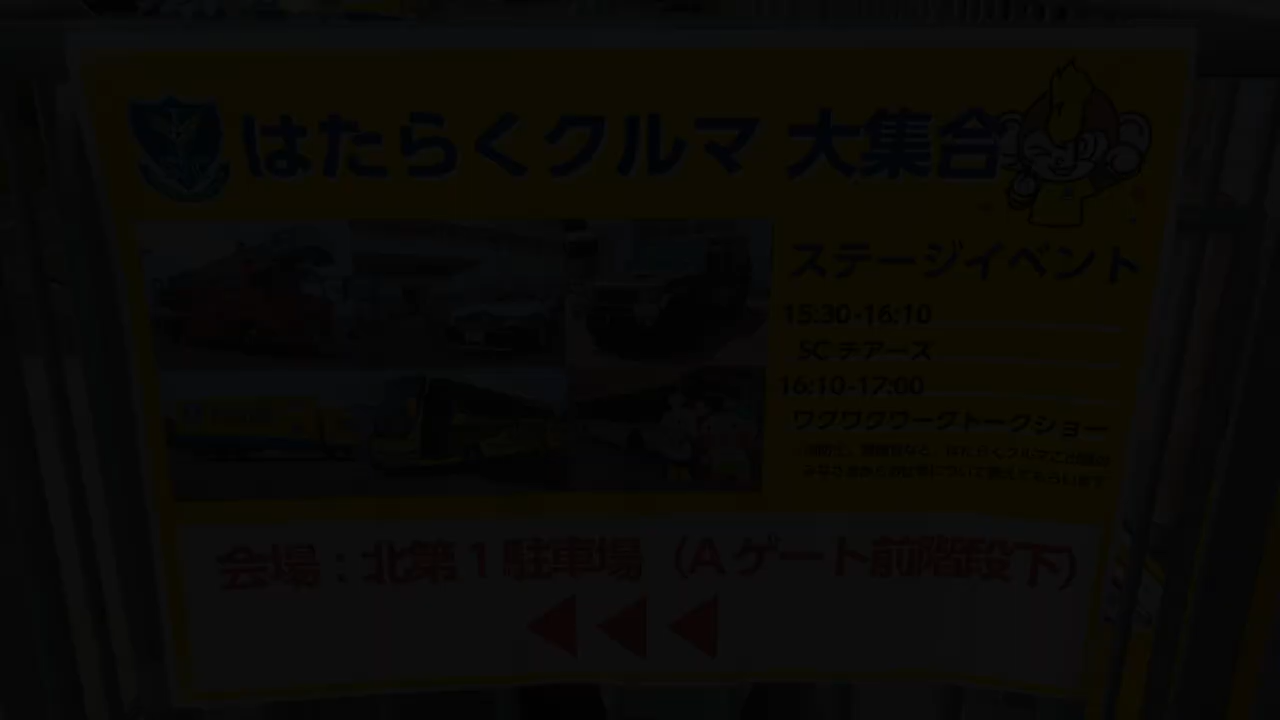 はたらくクルマ 大集合
ステージイベント
15:30-16:10
SC チアーズ
16:10-17:00
ワクワクワークトークショー
会場:北第1駐車場 (Aゲート前階段下)